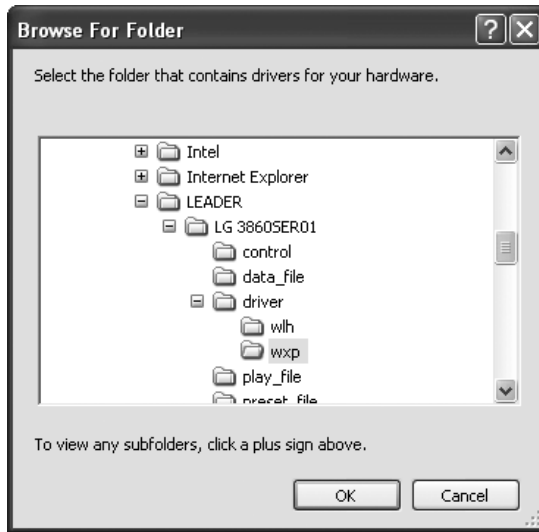 Browse For Folder
Select the folder that contains drivers for your hardware.
Intel
Internet Explorer
LEADER
LG 3860SER01
control
data_file
driver
wlh
wxp
play_file
preset_file
To view any subfolders, click a plus sign above.
OK Cancel